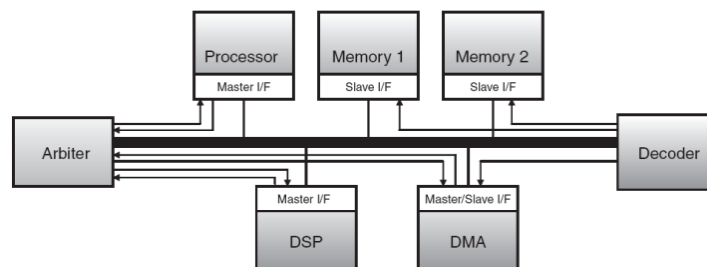 Processor
Master I/F
Memory 1
Slave I/F
Memory 2
Slave I/F
Arbiter
Decoder
Master I/F
DSP
Master/Slave I/F
DMA